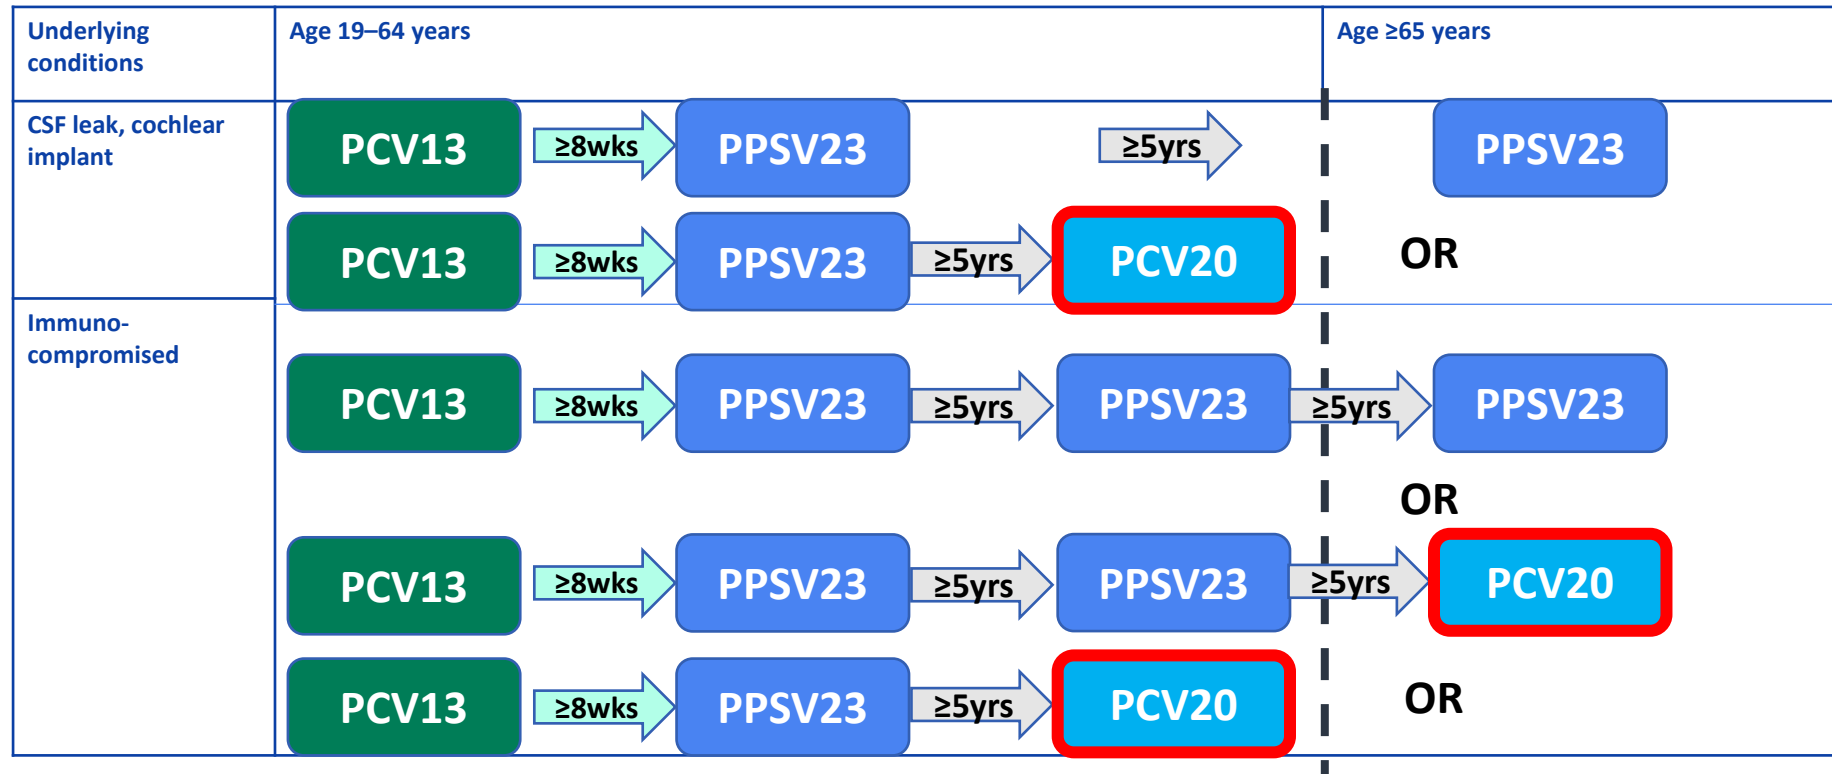 Underlying
conditions
Age 19–64 years
Age ≥65 years
CSF leak, cochlear
implant
PCV13
≥8wks
PPSV23
≥5yrs
PPSV23
PCV13
≥8wks
PPSV23
≥5yrs
PCV20
OR
Immuno-
compromised
PCV13
≥8wks
PPSV23
≥5yrs
PPSV23
≥5yrs
PPSV23
OR
PCV13
≥8wks
PPSV23
≥5yrs
PPSV23
≥5yrs
PCV20
PCV13
≥8wks
PPSV23
≥5yrs
PCV20
OR